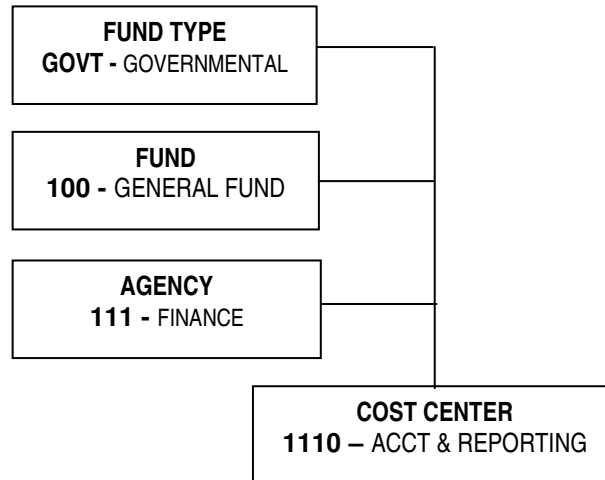 FUND TYPE
GOVT - GOVERNMENTAL
FUND
100 - GENERAL FUND
AGENCY
111 - FINANCE
COST CENTER
1110 – ACCT & REPORTING